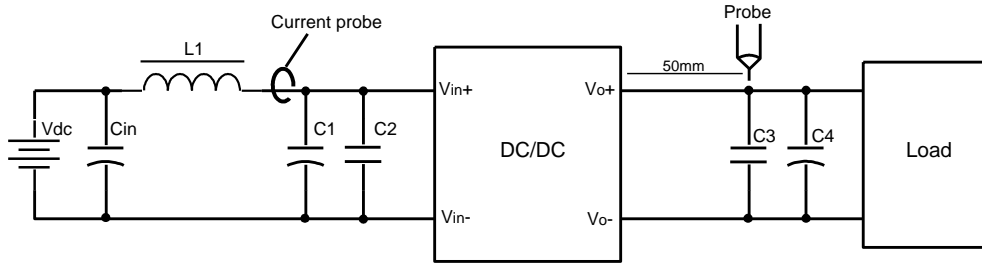 Current probe
Probe
L1
50mm
Vin+
Vo+
Vdc
Cin
C1
C2
DC/DC
C3
C4
Load
Vin-
Vo-